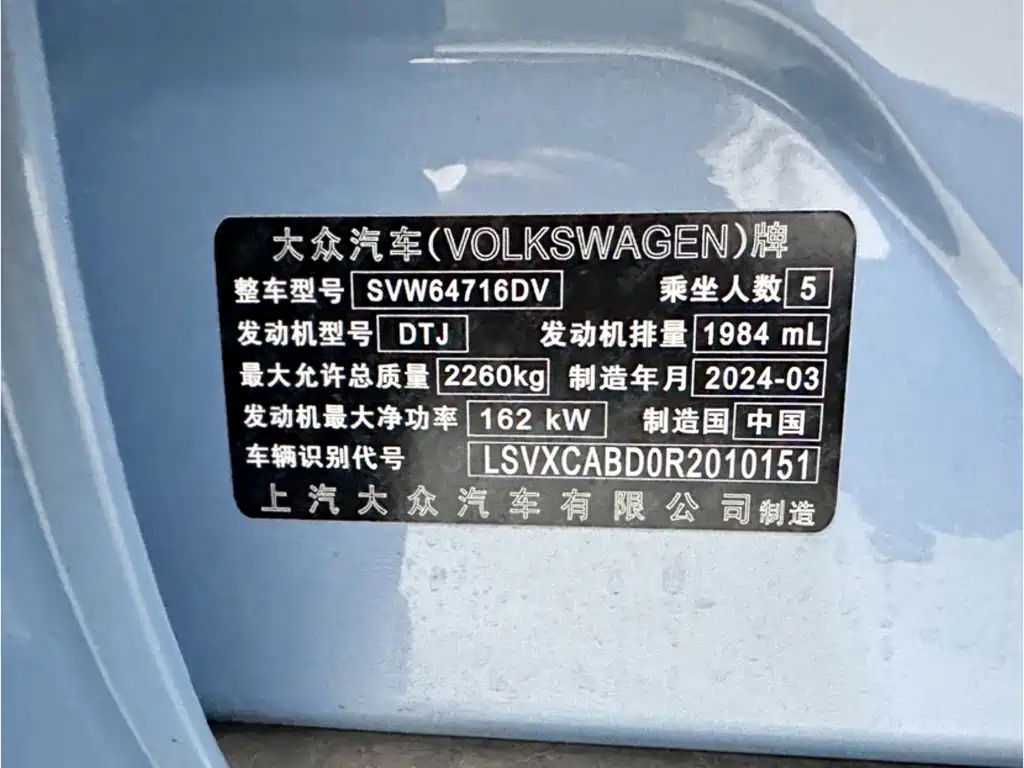 大众汽车(VOLKSWAGEN)牌
整车型号 SVW64716DV 乘坐人数 5
发动机型号 DTJ 发动机排量 1984 mL
最大允许总质量 2260kg 制造年月 2024-03
发动机最大净功率 162 kW 制造国 中国
车辆识别代号 LSVXCABD0R2010151
上汽大众汽车有限公司制造